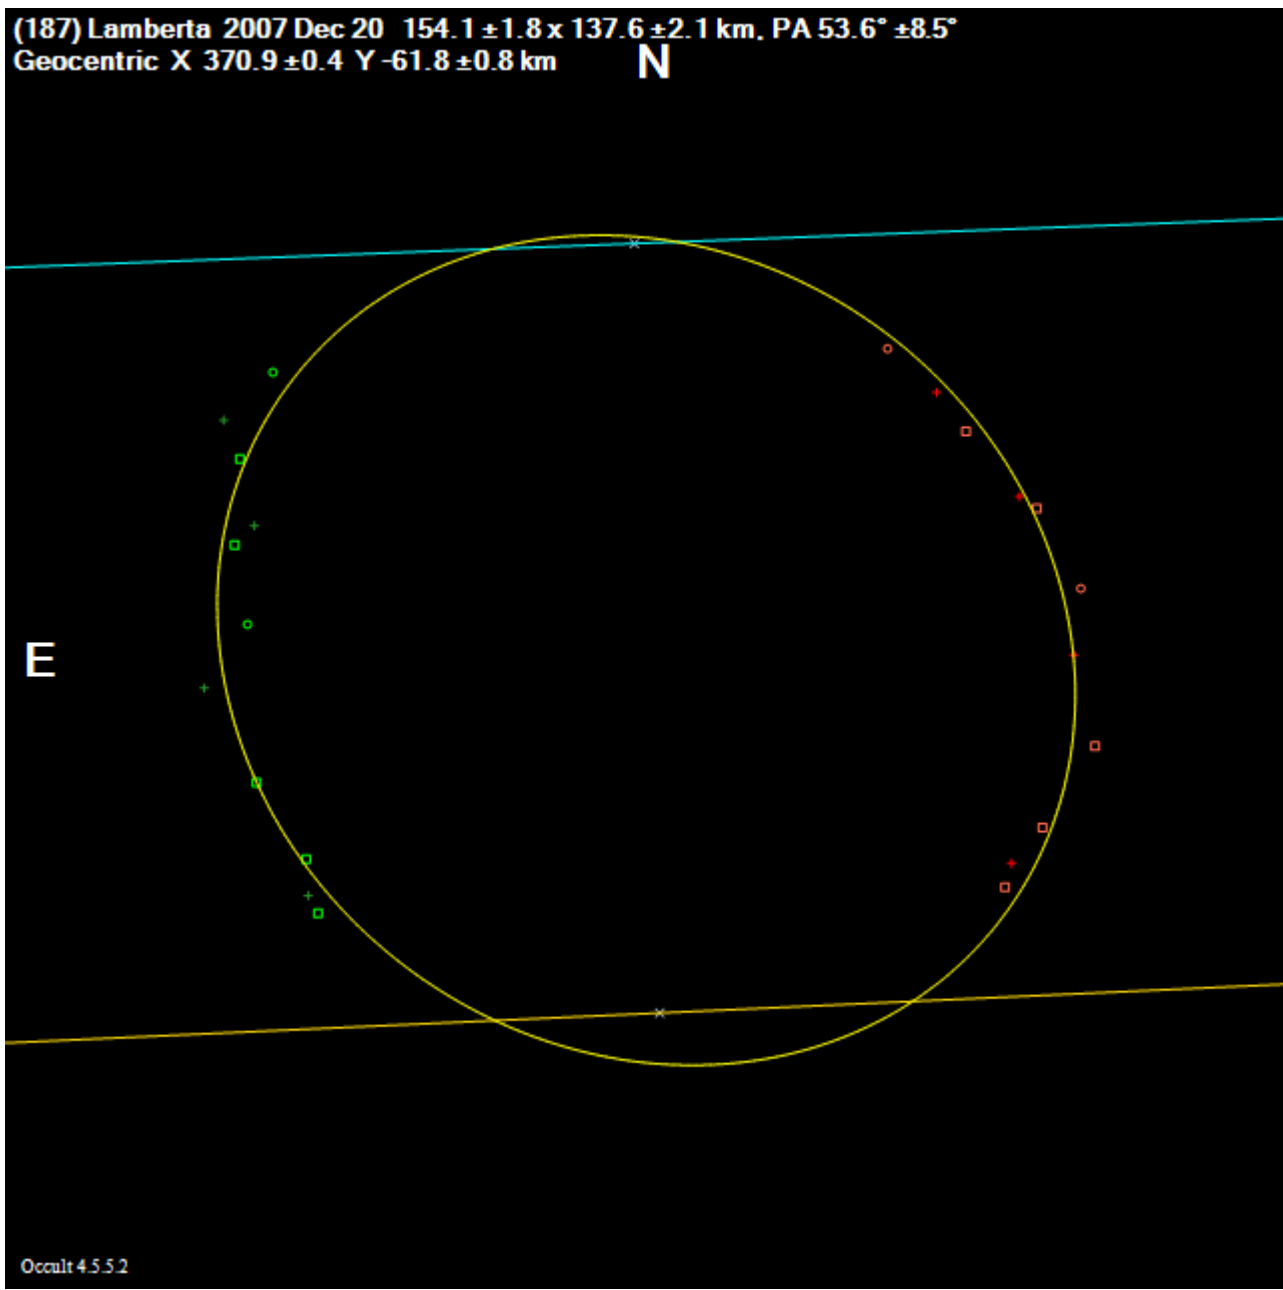 (187) Lamberta 2007 Dec 20 154.1 ±1.8 x 137.6 ±2.1 km, PA 53.6° ±8.5°
Geocentric X 370.9 ±0.4 Y -61.8 ±0.8 km
N
E
Occult 4.5.5.2